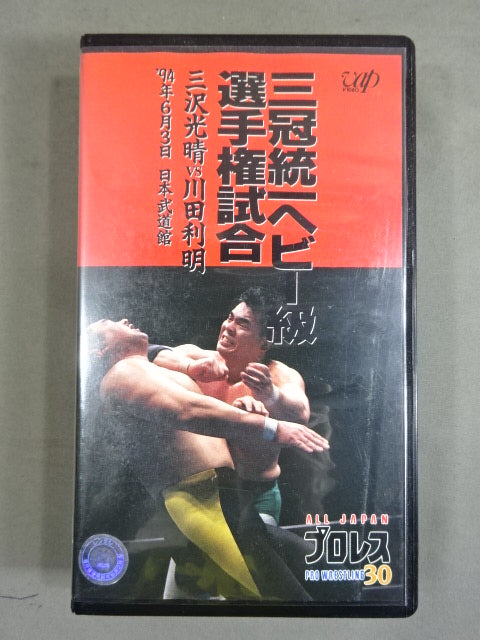 vap
VIDEO
三冠統一ヘビー級
選手権試合
三沢光晴VS川田利明
'94年6月3日 日本武道館
ALL JAPAN
プロレス
PRO WRESTLING 30